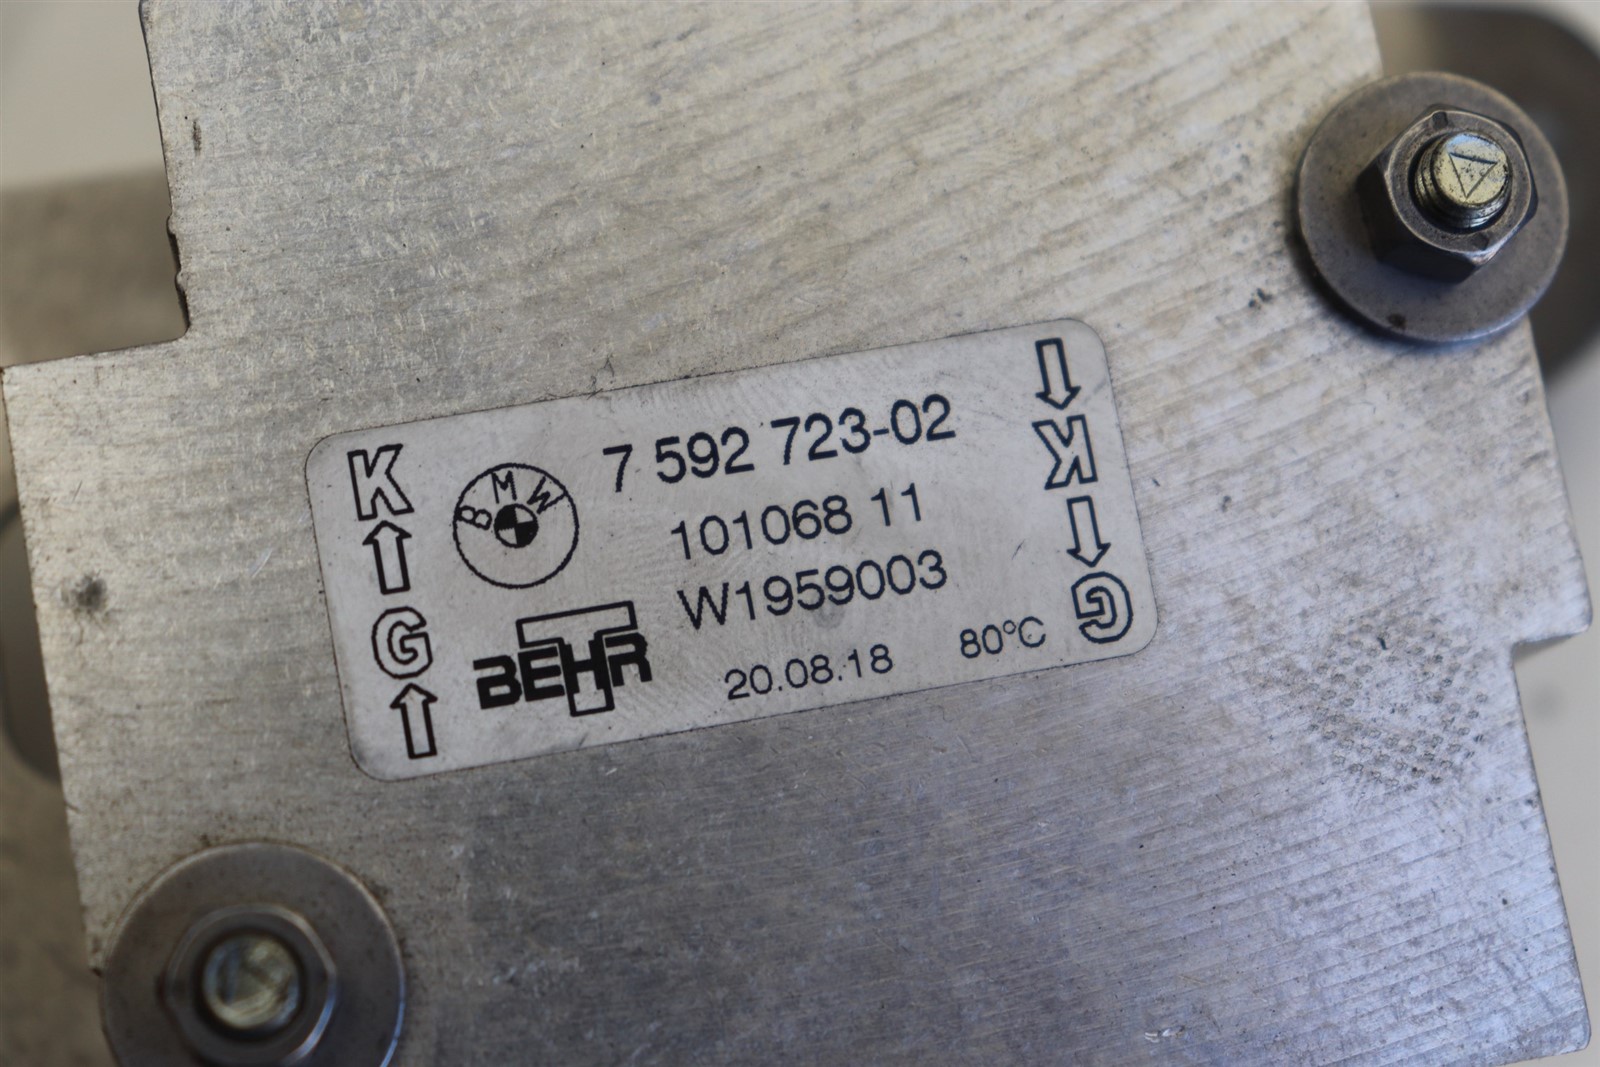 K
G
BMW
7 592 723-02
101068 11
W1959003
BEHR
20.08.18
80°C
K
G